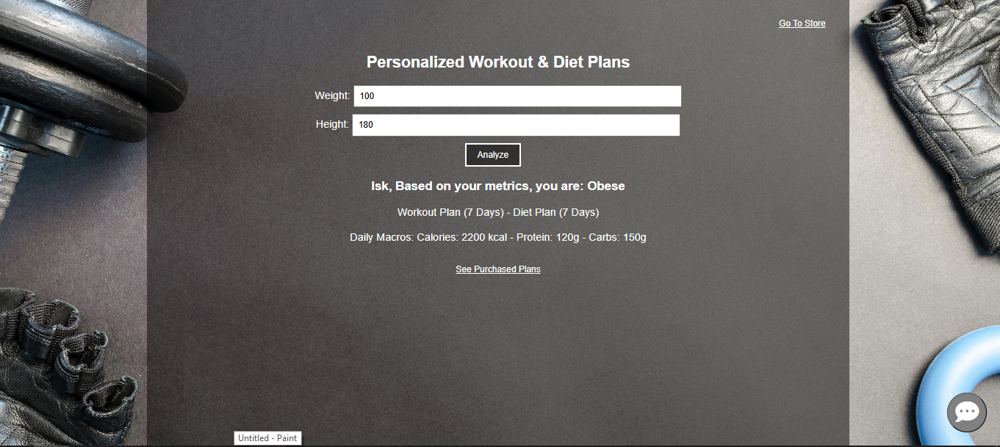 Go To Store
Personalized Workout & Diet Plans
Weight: 100
Height: 180
Analyze
Isk, Based on your metrics, you are: Obese
Workout Plan (7 Days) - Diet Plan (7 Days)
Daily Macros: Calories: 2200 kcal - Protein: 120g - Carbs: 150g
See Purchased Plans
Untitled - Paint